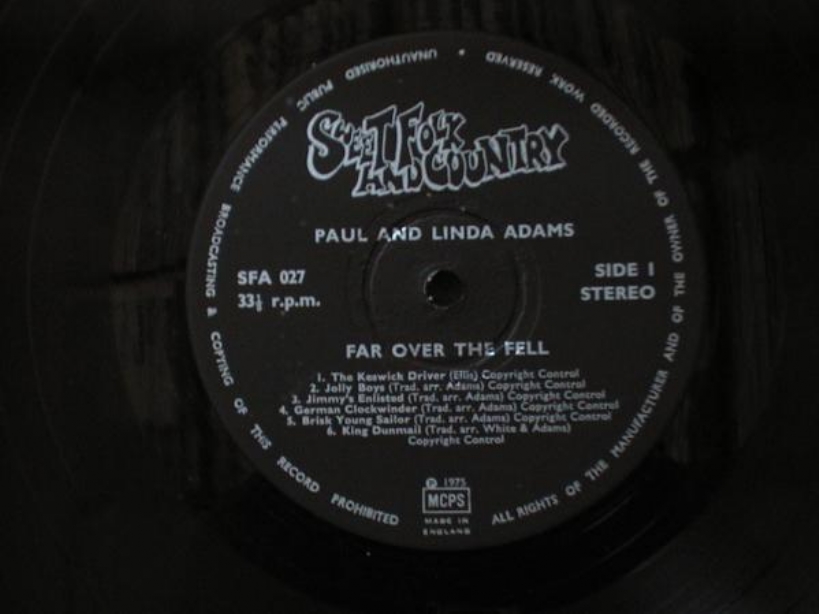 ALL RIGHTS OF THE MANUFACTURER AND OF THE OWNER OF THE RECORDED WORK RESERVED * UNAUTHORISED PUBLIC PERFORMANCE BROADCASTING & COPYING OF THIS RECORD PROHIBITED
SWEET FOLK
AND COUNTRY
PAUL AND LINDA ADAMS
SFA 027
SIDE 1
33⅓ r.p.m.
STEREO
FAR OVER THE FELL
1. The Keswick Driver (Ellis) Copyright Control
2. Jolly Boys (Trad. arr. Adams) Copyright Control
3. Jimmy's Enlisted (Trad. arr. Adams) Copyright Control
4. German Clockwinder (Trad. arr. Adams) Copyright Control
5. Brisk Young Sailor (Trad. arr. Adams) Copyright Control
6. King Dunmail (Trad. arr. White & Adams)
Copyright Control
℗ 1975
MCPS
MADE IN
ENGLAND